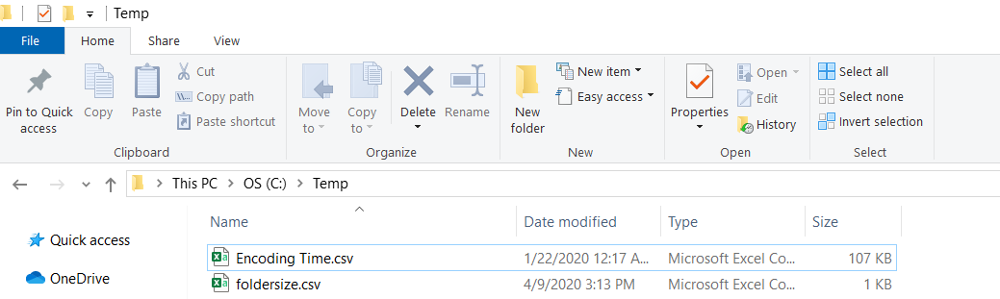 Temp
File Home Share View
Pin to Quick access
Copy
Paste
Cut
Copy path
Paste shortcut
Clipboard
Move to
Copy to
Delete
Rename
Organize
New folder
New item
Easy access
New
Properties
Open
Edit
History
Open
Select all
Select none
Invert selection
Select
This PC > OS (C:) > Temp
Quick access
OneDrive
Name Date modified Type Size
Encoding Time.csv 1/22/2020 12:17 A... Microsoft Excel Co... 107 KB
foldersize.csv 4/9/2020 3:13 PM Microsoft Excel Co... 1 KB